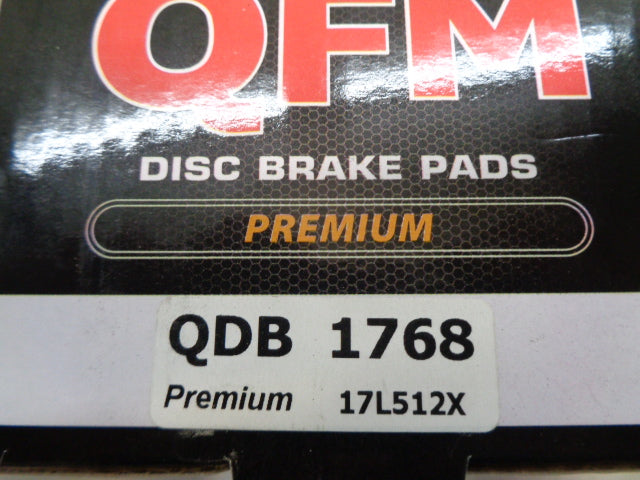 QFM
DISC BRAKE PADS
PREMIUM
QDB 1768
Premium 17L512X